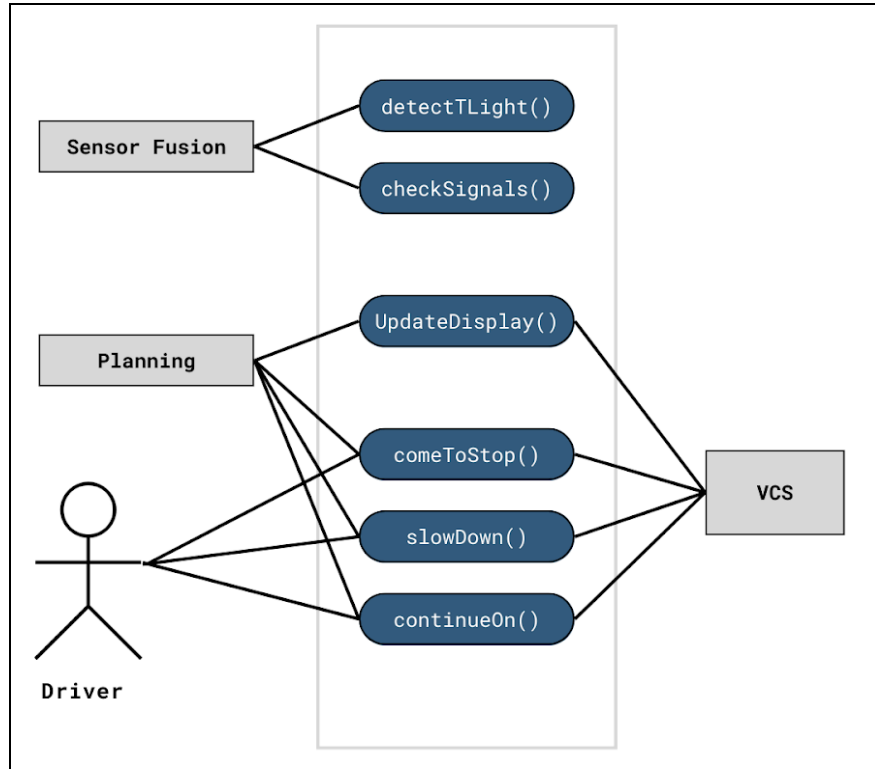 detectTLight()
Sensor Fusion
checkSignals()
UpdateDisplay()
Planning
comeToStop()
VCS
slowDown()
continueOn()
Driver